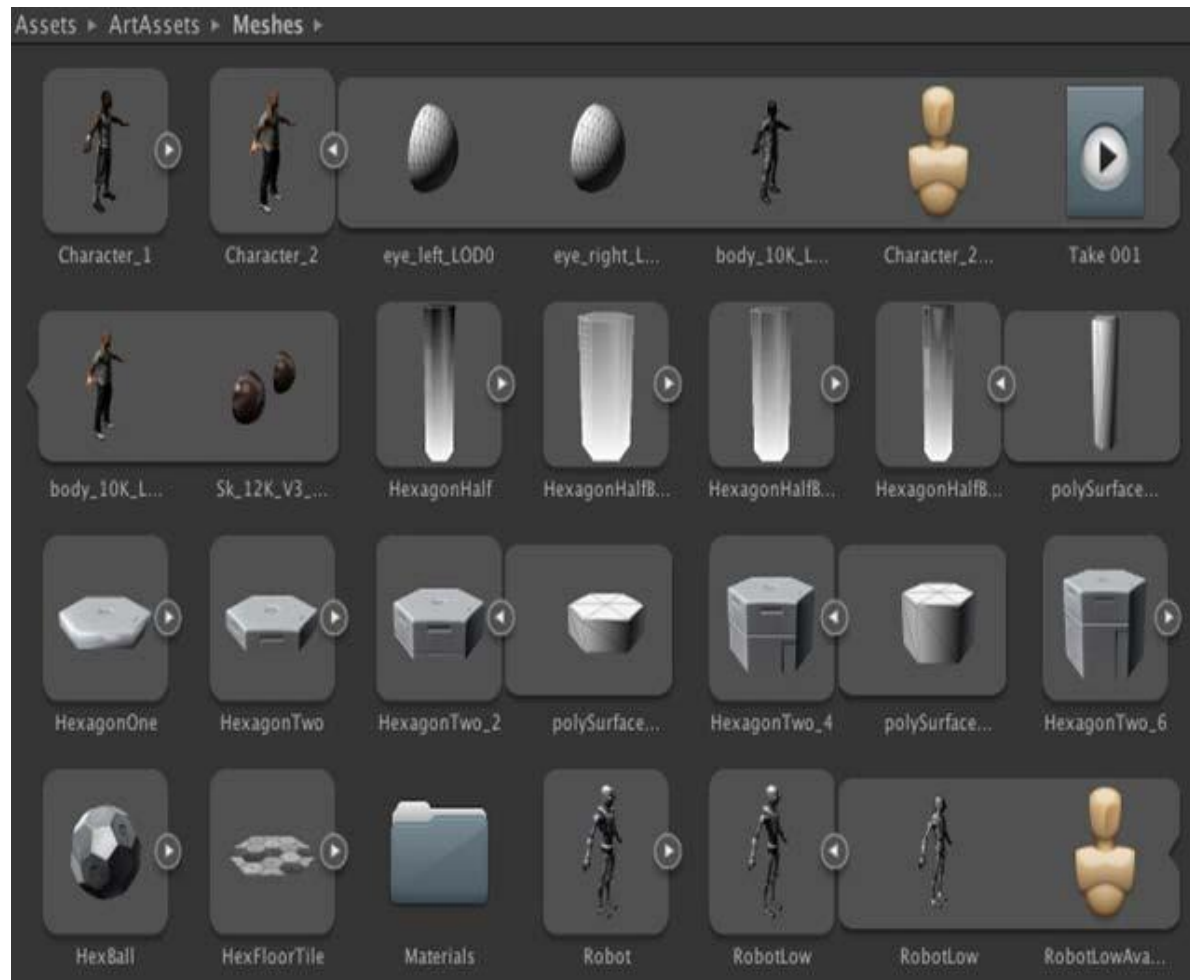 Assets ▸ ArtAssets ▸ Meshes ▸
Character_1 Character_2 eye_left_LOD0 eye_right_L... body_10K_L... Character_2... Take 001
body_10K_L... Sk_12K_V3_... HexagonHalf HexagonHalfB... HexagonHalfB... HexagonHalfB... polySurface...
HexagonOne HexagonTwo HexagonTwo_2 polySurface... HexagonTwo_4 polySurface... HexagonTwo_6
HexBall HexFloorTile Materials Robot RobotLow RobotLow RobotLowAva...